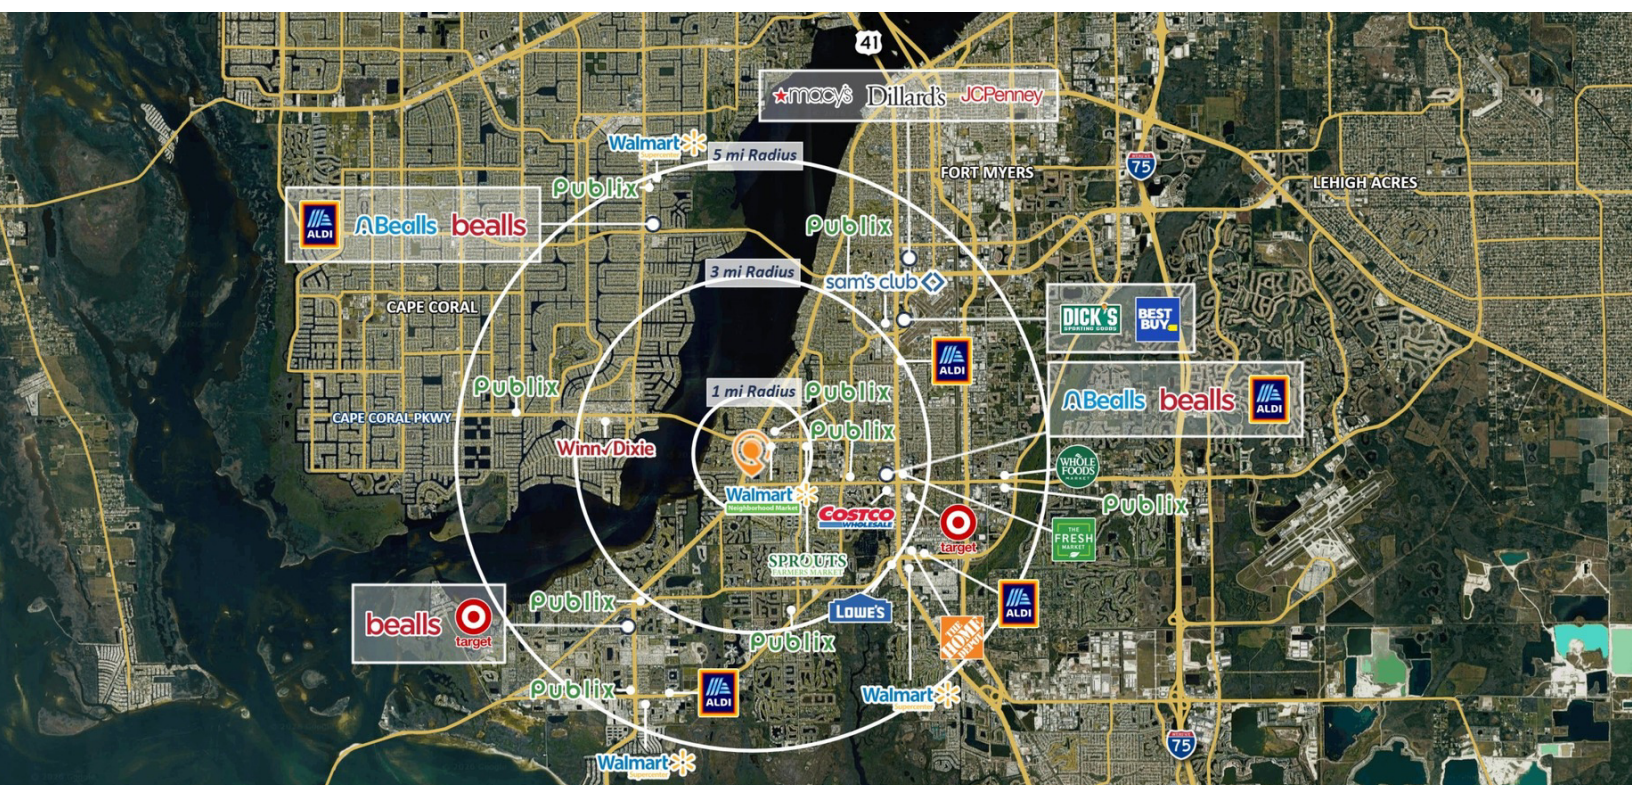 41
macy's Dillard's JCPenney
Walmart
Supercenter
5 mi Radius
FORT MYERS
75
LEHIGH ACRES
Publix
ALDI
Bealls bealls
Publix
3 mi Radius
sam's club
CAPE CORAL
DICK'S
SPORTING GOODS
BEST
BUY
ALDI
Publix
1 mi Radius
Publix
Bealls bealls
ALDI
CAPE CORAL PKWY
Publix
Winn Dixie
WHOLE
FOODS
MARKET
Walmart
Neighborhood Market
Publix
COSTCO
WHOLESALE
target
THE
FRESH
MARKET
SPROUTS
FARMERS MARKET
Publix
LOWE'S
ALDI
bealls
target
THE
HOME
DEPOT
Publix
Publix
ALDI
Walmart
Supercenter
75
Walmart
Supercenter